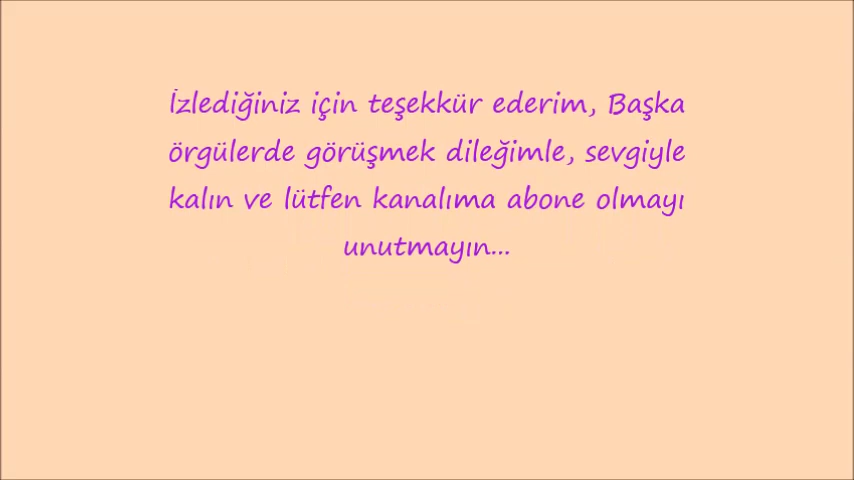 İzlediğiniz için teşekkür ederim, Başka
örgülerde görüşmek dileğimle, sevgiyle
kalın ve lütfen kanalıma abone olmayı
unutmayın...